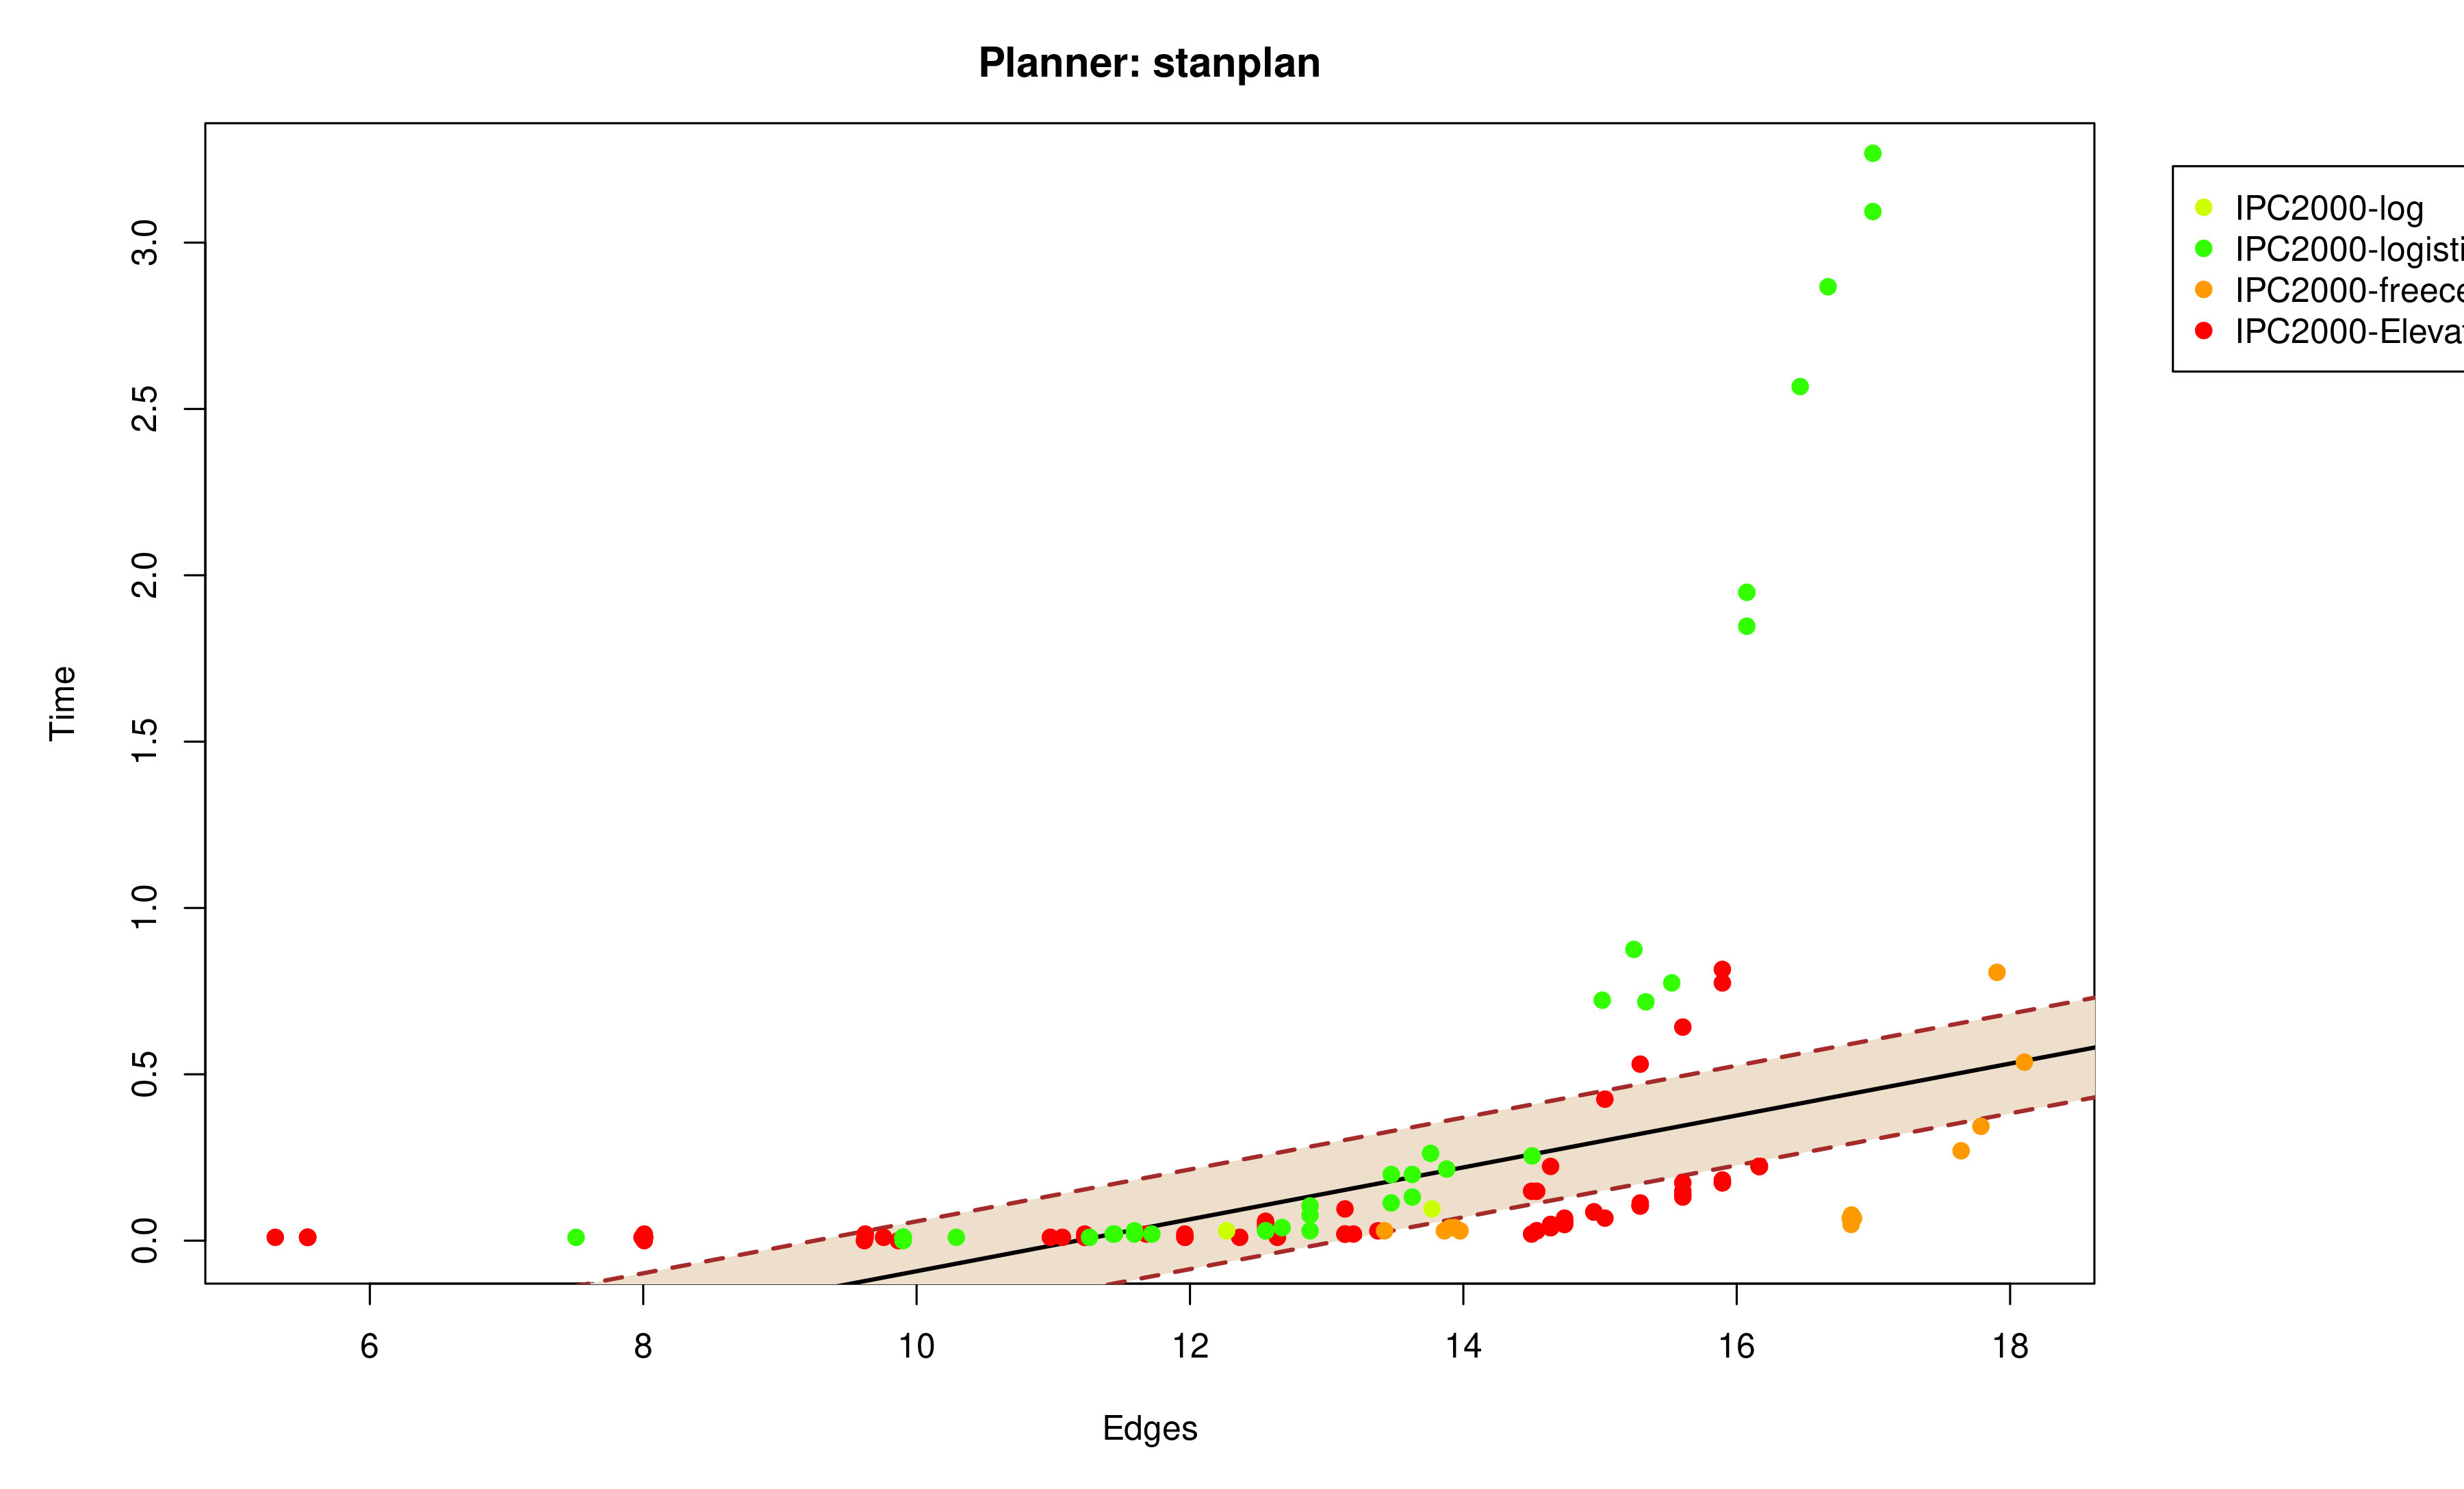 Planner: stanplan
IPC2000-log
IPC2000-logisti
IPC2000-freece
IPC2000-Eleva
Time
3.0
2.5
2.0
1.5
1.0
0.5
0.0
6 8 10 12 14 16 18
Edges